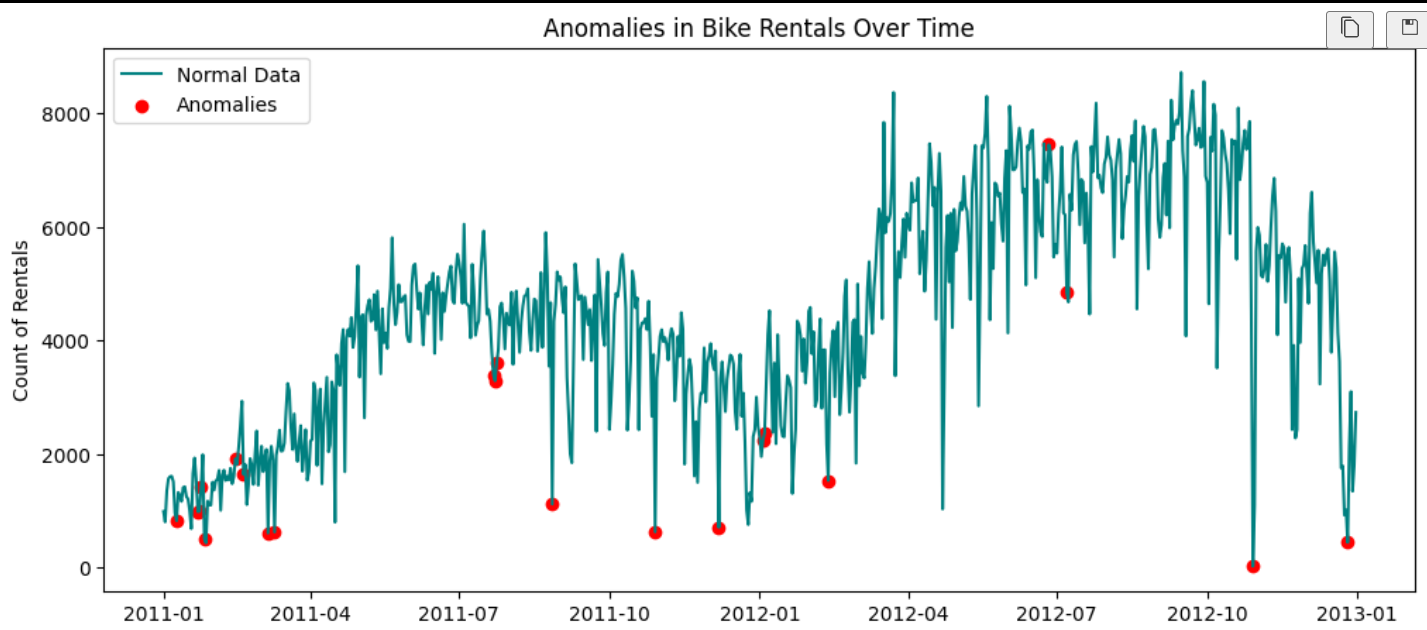 Anomalies in Bike Rentals Over Time
Normal Data
Anomalies
Count of Rentals
8000
6000
4000
2000
0
2011-01 2011-04 2011-07 2011-10 2012-01 2012-04 2012-07 2012-10 2013-01